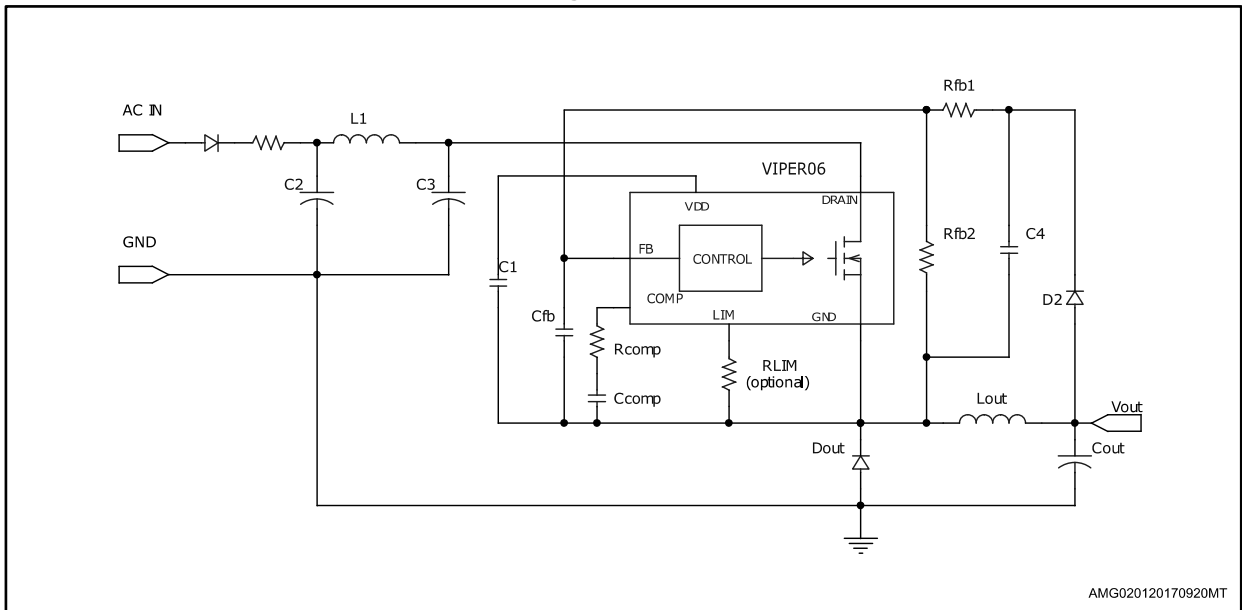 Rfb1
AC IN
L1
VIPER06
C2
C3
VDD
DRAIN
GND
FB
CONTROL
Rfb2
C4
C1
COMP
D2
Cfb
LIM
GND
Rcomp
RLIM
(optional)
Ccomp
Lout
Vout
Dout
Cout
AMG020120170920MT